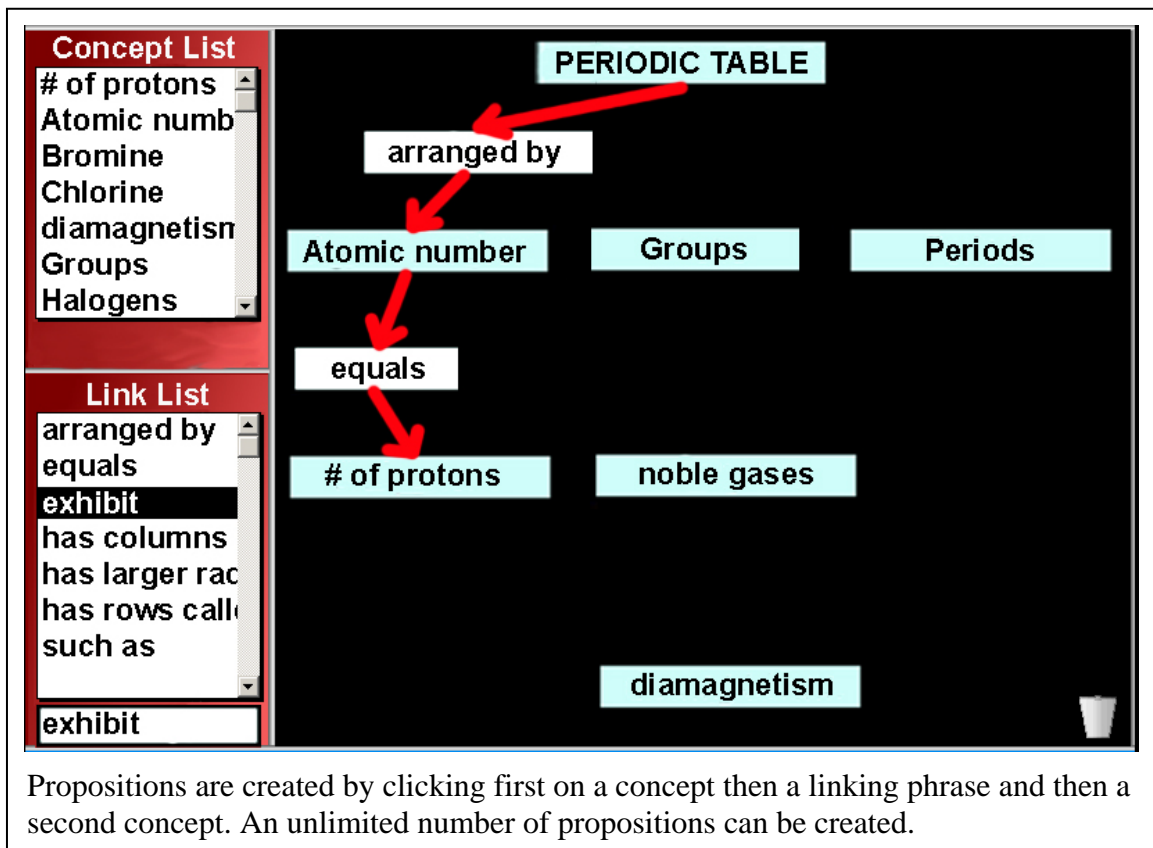 Concept List
# of protons
Atomic numb
Bromine
Chlorine
diamagnetism
Groups
Halogens
Link List
arranged by
equals
exhibit
has columns
has larger rad
has rows calle
such as
exhibit
PERIODIC TABLE
arranged by
Atomic number Groups Periods
equals
# of protons noble gases
diamagnetism
Propositions are created by clicking first on a concept then a linking phrase and then a
second concept. An unlimited number of propositions can be created.